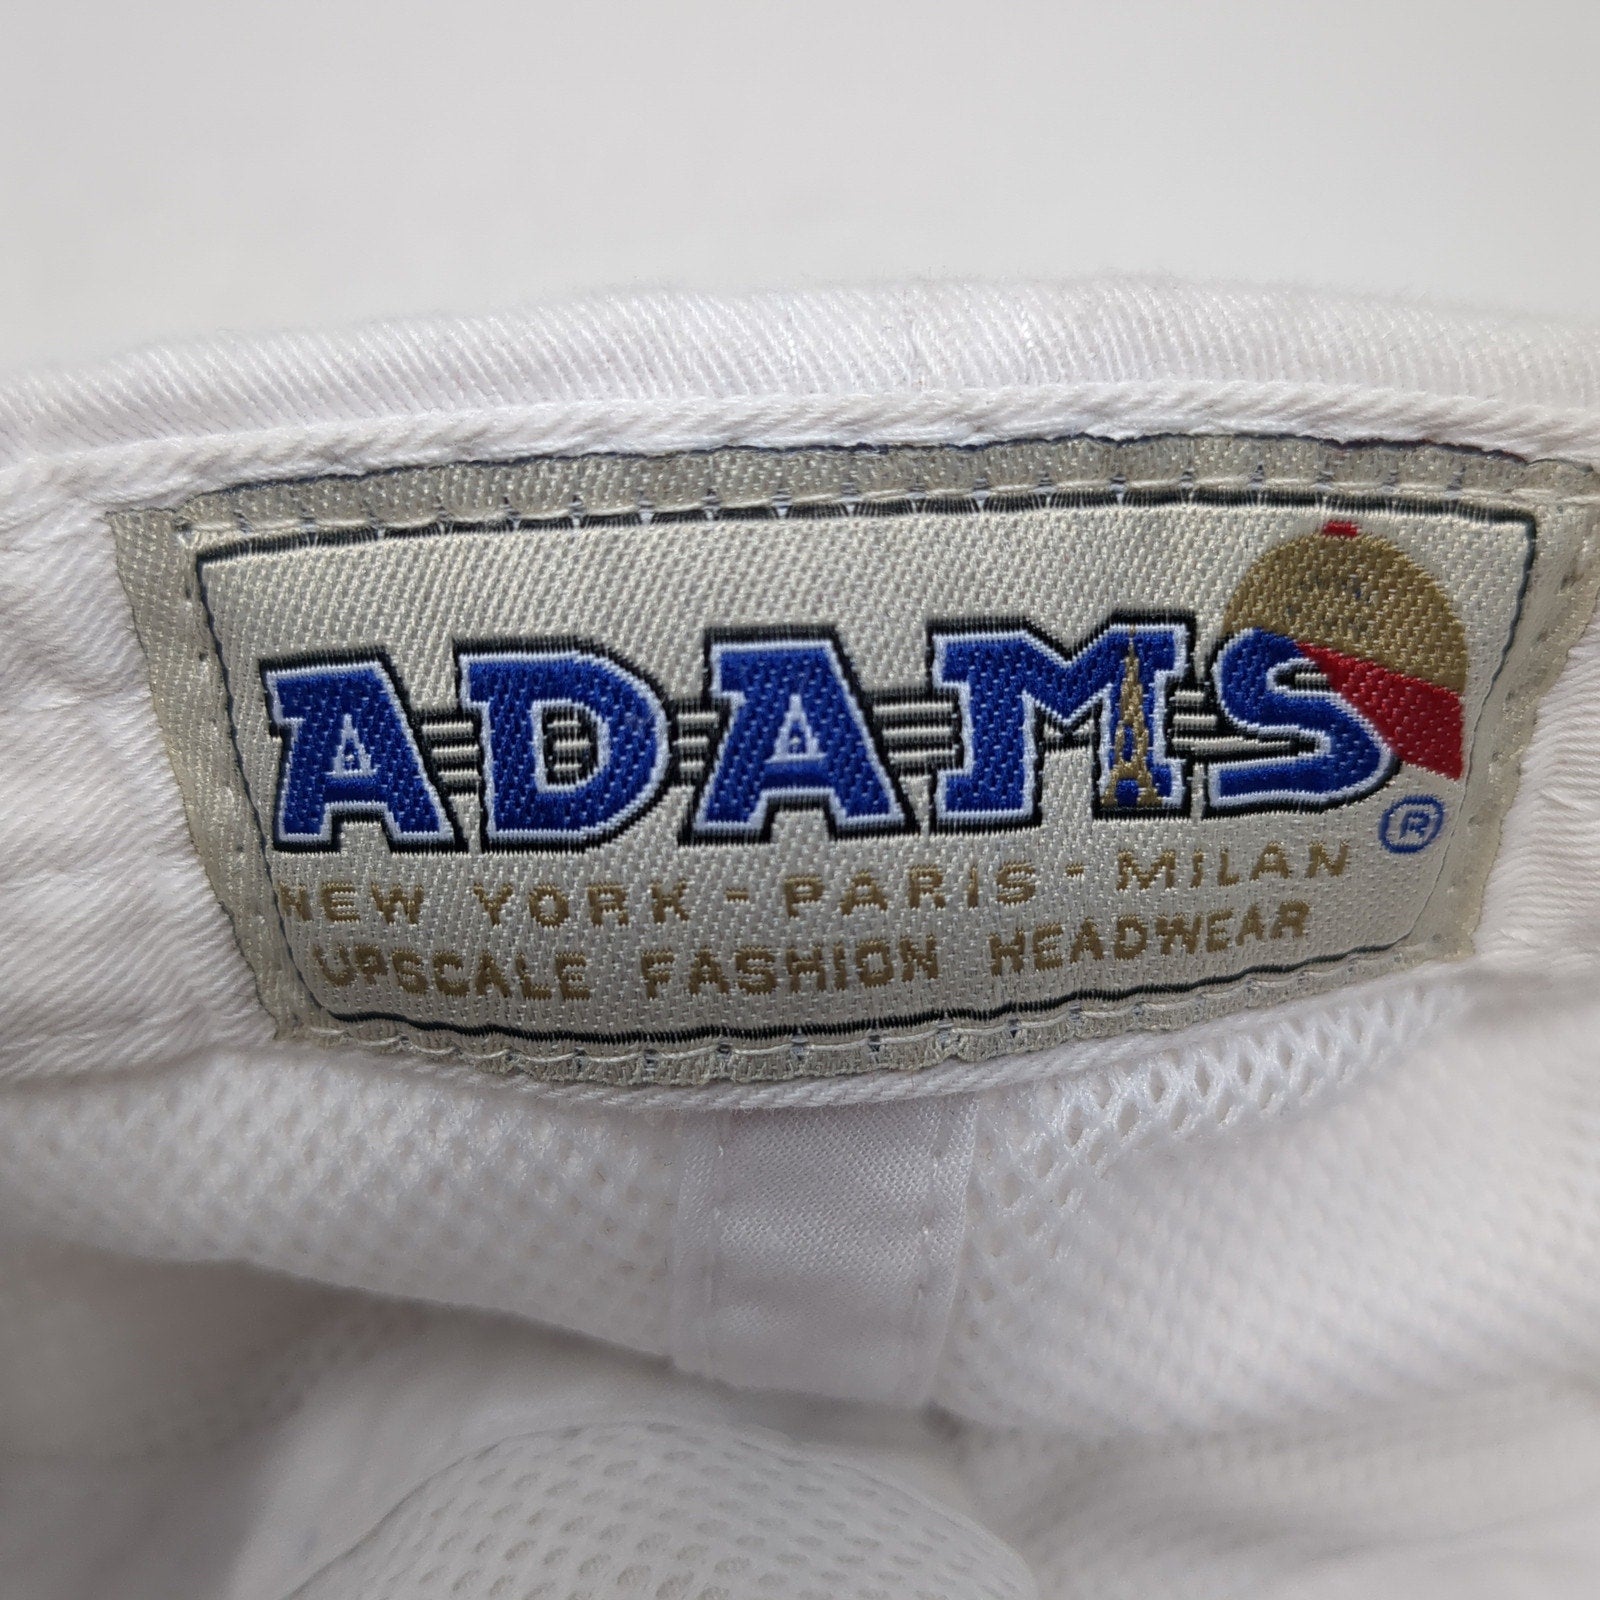 ADAMS ®
NEW YORK - PARIS - MILAN
UPSCALE FASHION HEADWEAR